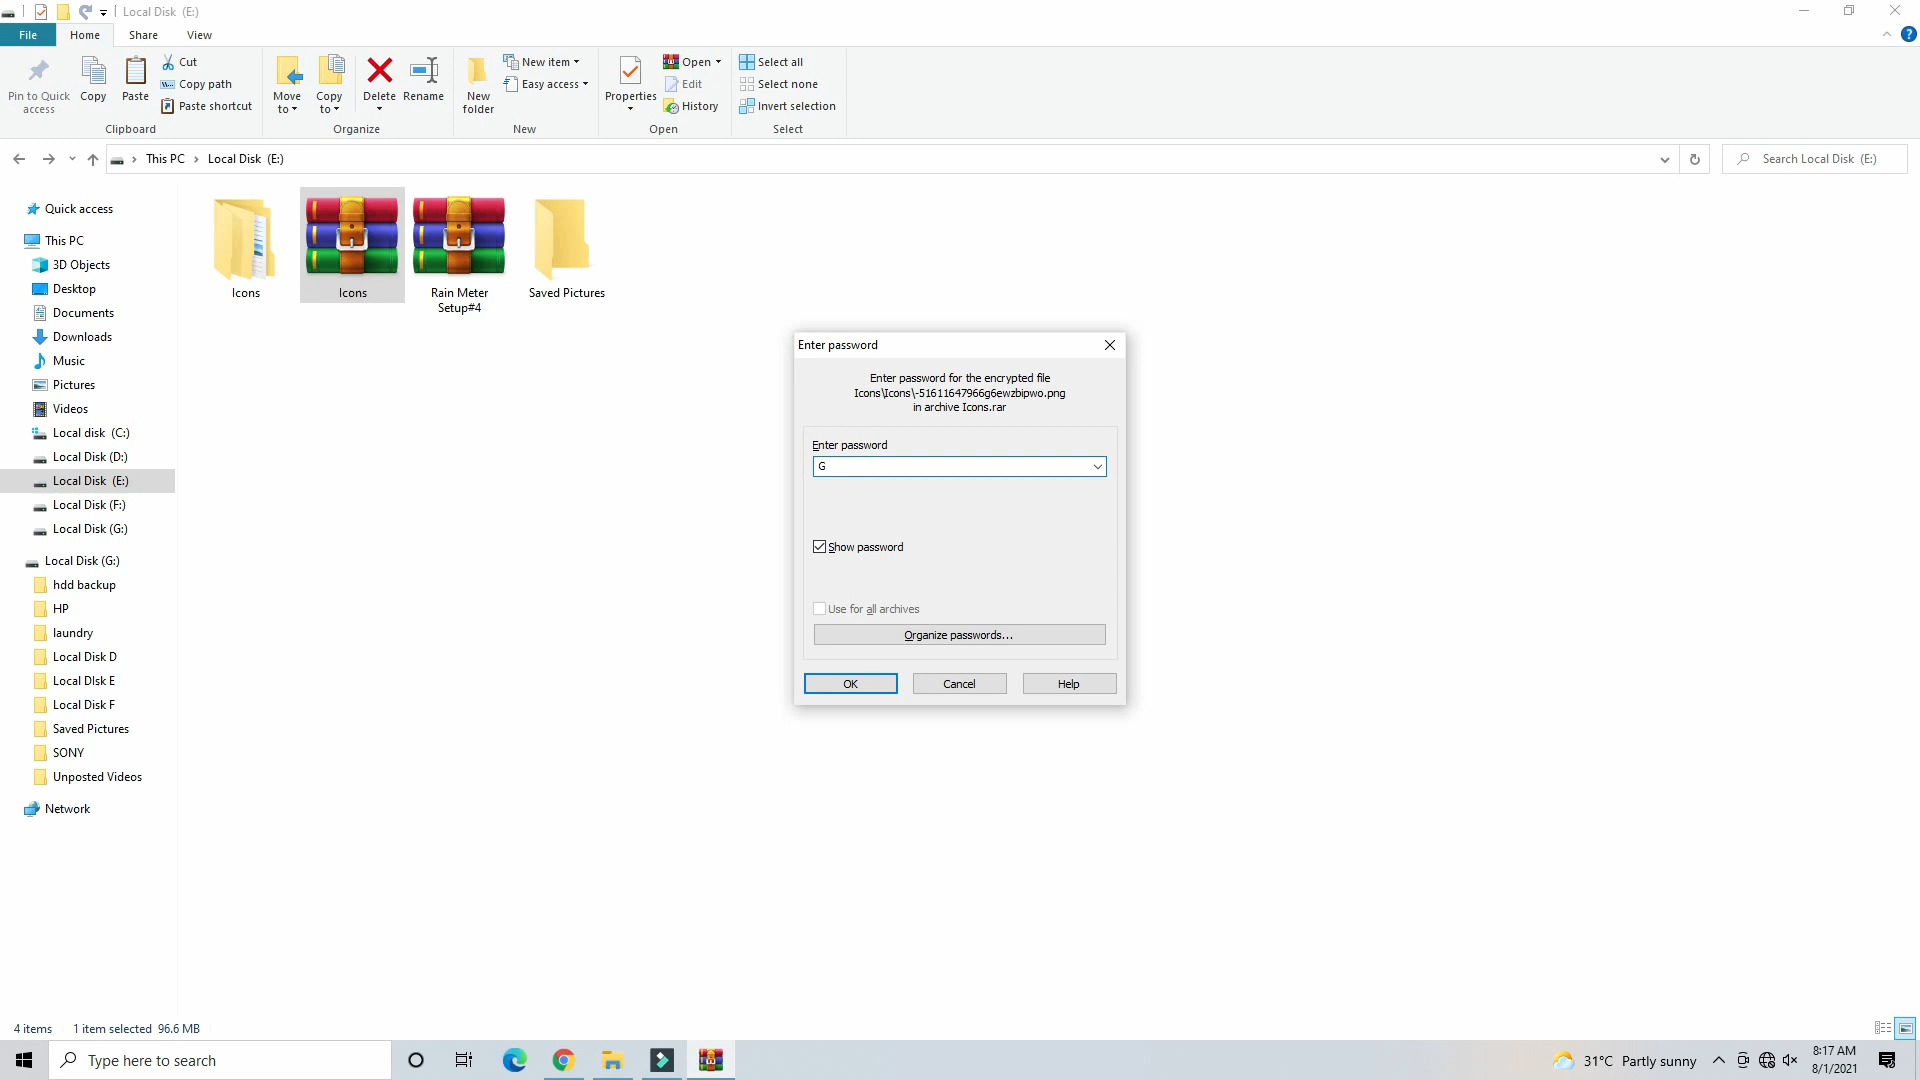 Local Disk (E:)
File
Home
Share
View
Pin to Quick
access
Copy
Paste
Cut
Copy path
Paste shortcut
Clipboard
Move
to
Copy
to
Delete
Rename
Organize
New
folder
New item
Easy access
New
Properties
Open
Edit
History
Open
Select all
Select none
Invert selection
Select
This PC
Local Disk (E:)
Search Local Disk (E:)
Quick access
This PC
3D Objects
Desktop
Documents
Downloads
Music
Pictures
Videos
Local disk (C:)
Local Disk (D:)
Local Disk (E:)
Local Disk (F:)
Local Disk (G:)
Local Disk (G:)
hdd backup
HP
laundry
Local Disk D
Local DIsk E
Local Disk F
Saved Pictures
SONY
Unposted Videos
Network
Icons
Icons
Rain Meter
Setup#4
Saved Pictures
Enter password
Enter password for the encrypted file
Icons\Icons\-51611647966g6ewzbipwo.png
in archive Icons.rar
Enter password
G
Show password
Use for all archives
Organize passwords...
OK
Cancel
Help
4 items
1 item selected 96.6 MB
Type here to search
31°C Partly sunny
8:17 AM
8/1/2021